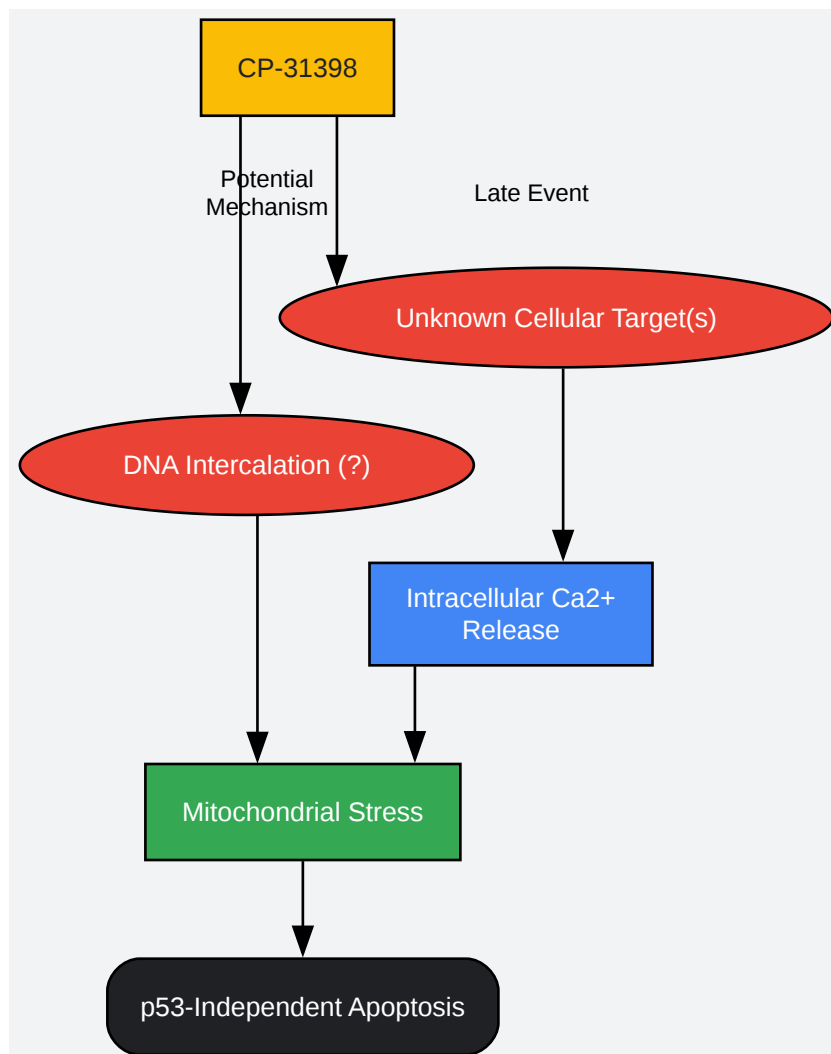 CP-31398
Potential
Mechanism
Late Event
Unknown Cellular Target(s)
DNA Intercalation (?)
Intracellular Ca2+
Release
Mitochondrial Stress
p53-Independent Apoptosis